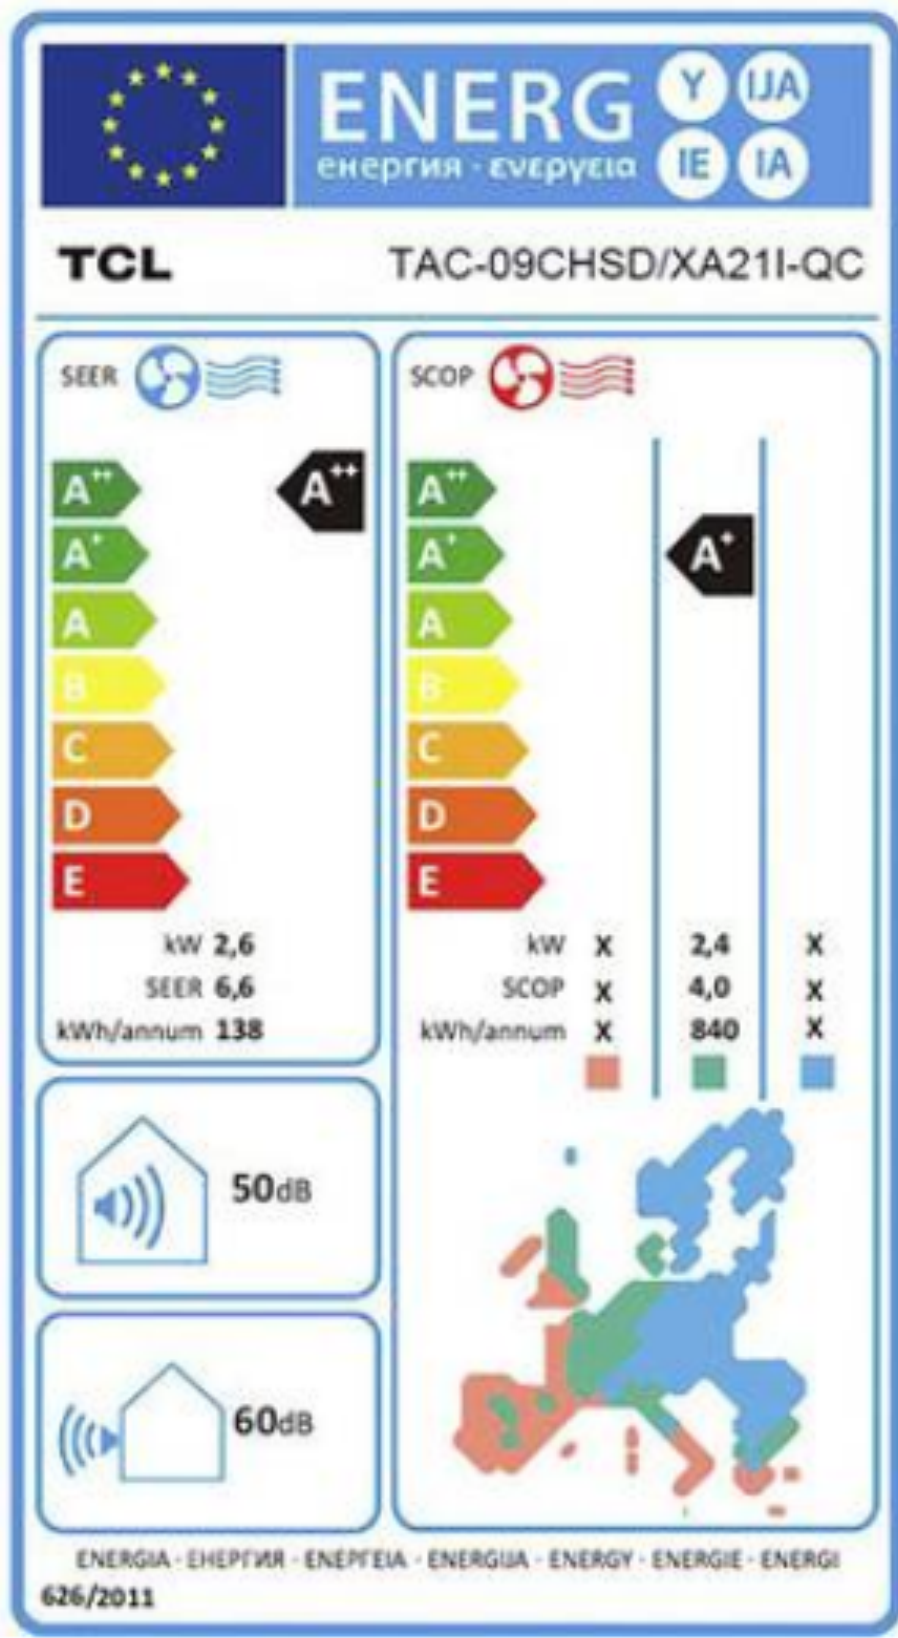 ENERG
енергия · ενεργεια
Y IJA
IE IA
TCL TAC-09CHSD/XA21I-QC
SEER
A++ A++
A+
A
B
C
D
E
kW 2,6
SEER 6,6
kWh/annum 138
SCOP
A++
A+ A+
A
B
C
D
E
kW X 2,4 X
SCOP X 4,0 X
kWh/annum X 840 X
50dB
60dB
ENERGIA · ЕНЕРГИЯ · ΕΝΕΡΓΕΙΑ · ENERGIJA · ENERGY · ENERGIE · ENERGI
626/2011